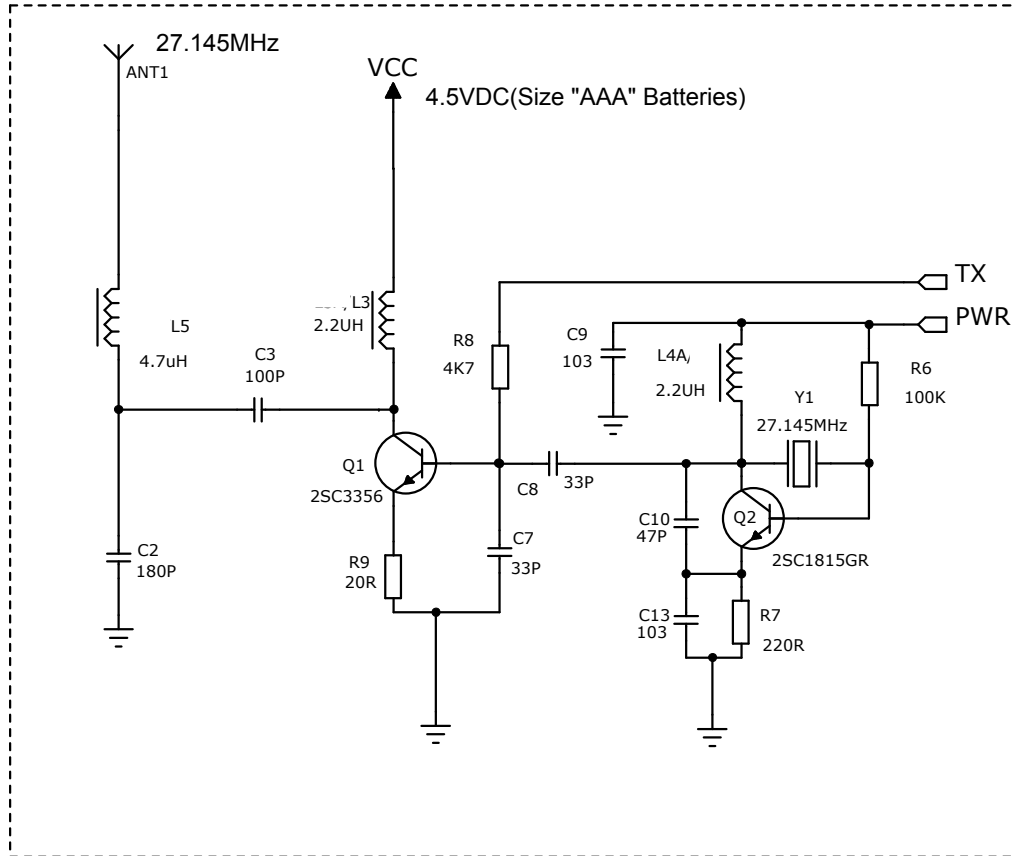 27.145MHz
ANT1
VCC
4.5VDC(Size "AAA" Batteries)
TX
PWR
L5
4.7uH
L3
2.2UH
C3
100P
R8
4K7
C9
103
L4A/
2.2UH
R6
100K
Y1
27.145MHz
Q1
2SC3356
C8
33P
C10
47P
Q2
2SC1815GR
C2
180P
R9
20R
C7
33P
C13
103
R7
220R